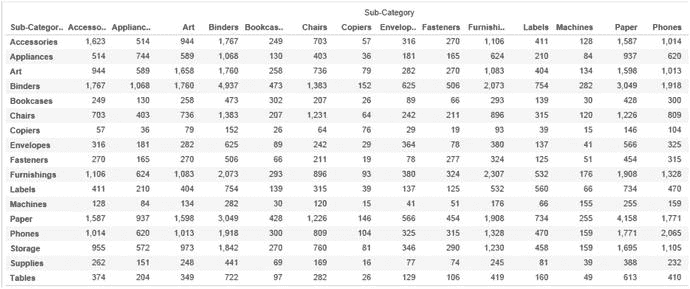 Sub-Category
Sub-Categor.. Accesso.. Applianc.. Art Binders Bookcas.. Chairs Copiers Envelop.. Fasteners Furnishi.. Labels Machines Paper Phones
Accessories 1,623 514 944 1,767 249 703 57 316 270 1,106 411 128 1,587 1,014
Appliances 514 744 589 1,068 130 403 36 181 165 624 210 84 937 620
Art 944 589 1,658 1,760 258 736 79 282 270 1,083 404 134 1,598 1,013
Binders 1,767 1,068 1,760 4,937 473 1,383 152 625 506 2,073 754 282 3,049 1,918
Bookcases 249 130 258 473 302 207 26 89 66 293 139 30 428 300
Chairs 703 403 736 1,383 207 1,231 64 242 211 896 315 120 1,226 809
Copiers 57 36 79 152 26 64 76 29 19 93 39 15 146 104
Envelopes 316 181 282 625 89 242 29 364 78 380 137 41 566 325
Fasteners 270 165 270 506 66 211 19 78 277 324 125 51 454 315
Furnishings 1,106 624 1,083 2,073 293 896 93 380 324 2,307 532 176 1,908 1,328
Labels 411 210 404 754 139 315 39 137 125 532 560 66 734 470
Machines 128 84 134 282 30 120 15 41 51 176 66 155 255 159
Paper 1,587 937 1,598 3,049 428 1,226 146 566 454 1,908 734 255 4,158 1,771
Phones 1,014 620 1,013 1,918 300 809 104 325 315 1,328 470 159 1,771 2,065
Storage 955 572 973 1,842 270 760 81 346 290 1,230 458 159 1,695 1,105
Supplies 262 151 248 441 69 169 16 77 74 245 81 39 388 232
Tables 374 204 349 722 97 282 26 129 106 419 160 49 613 410